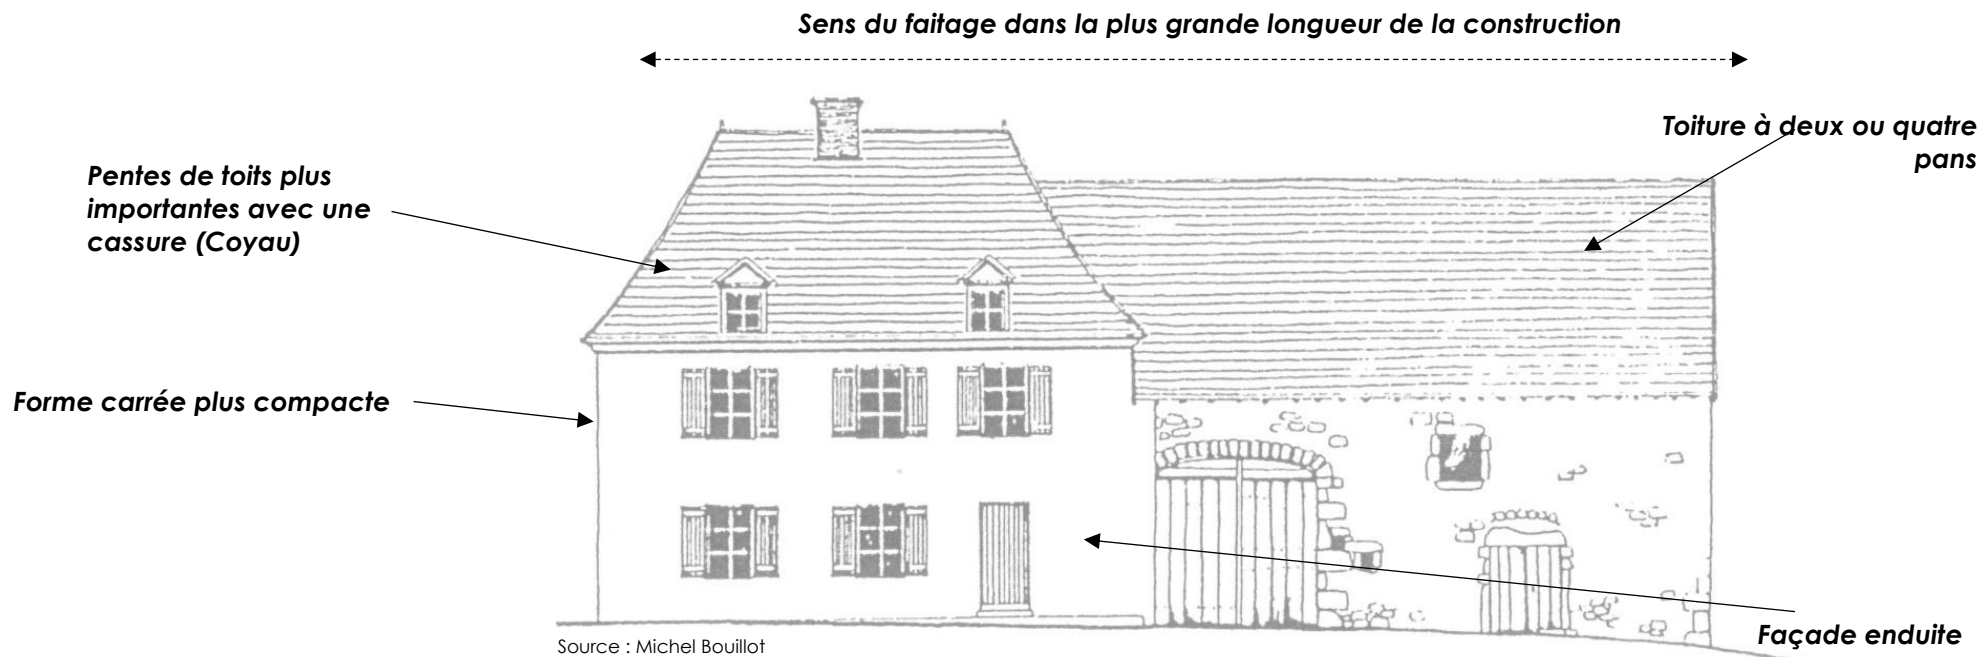 Sens du faitage dans la plus grande longueur de la construction
Toiture à deux ou quatre
pans
Pentes de toits plus
importantes avec une
cassure (Coyau)
Forme carrée plus compacte
Façade enduite
Source : Michel Bouillot